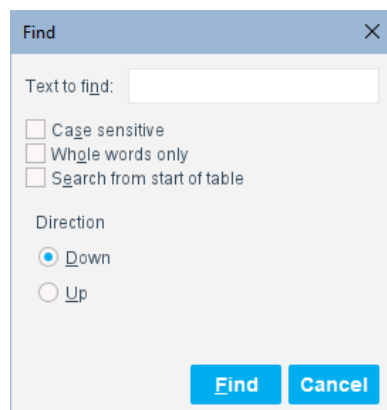 Find
Text to find:
Case sensitive
Whole words only
Search from start of table
Direction
Down
Up
Find Cancel